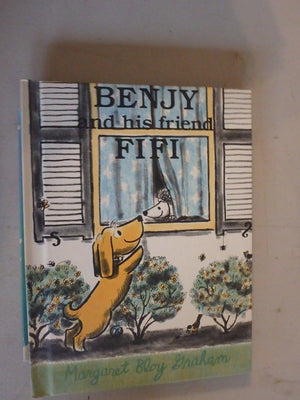 BENJY
and his friend
FIFI
Margaret Bloy Graham